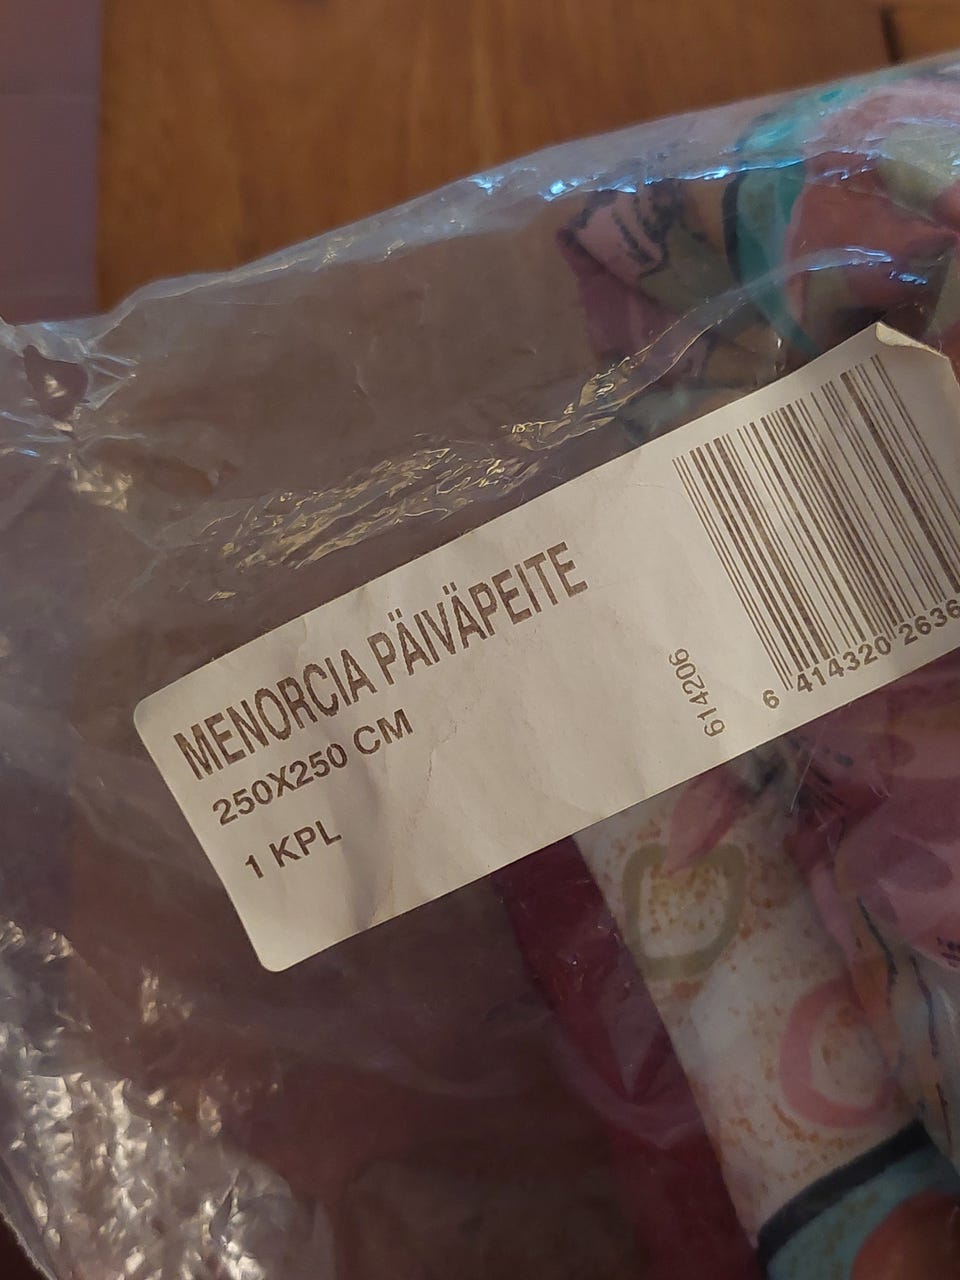 MENORCIA PÄIVÄPEITE
250X250 CM
1 KPL
614206
6 414320 2636